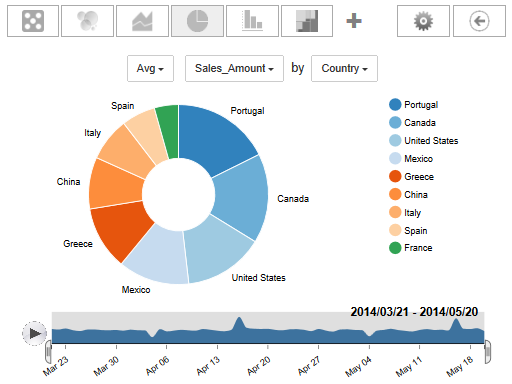 Avg Sales_Amount by Country
Spain
Portugal
Italy
China
Canada
Greece
Mexico
United States
Portugal
Canada
United States
Mexico
Greece
China
Italy
Spain
France
2014/03/21 - 2014/05/20
Mar 23 Mar 30 Apr 06 Apr 13 Apr 20 Apr 27 May 04 May 11 May 18